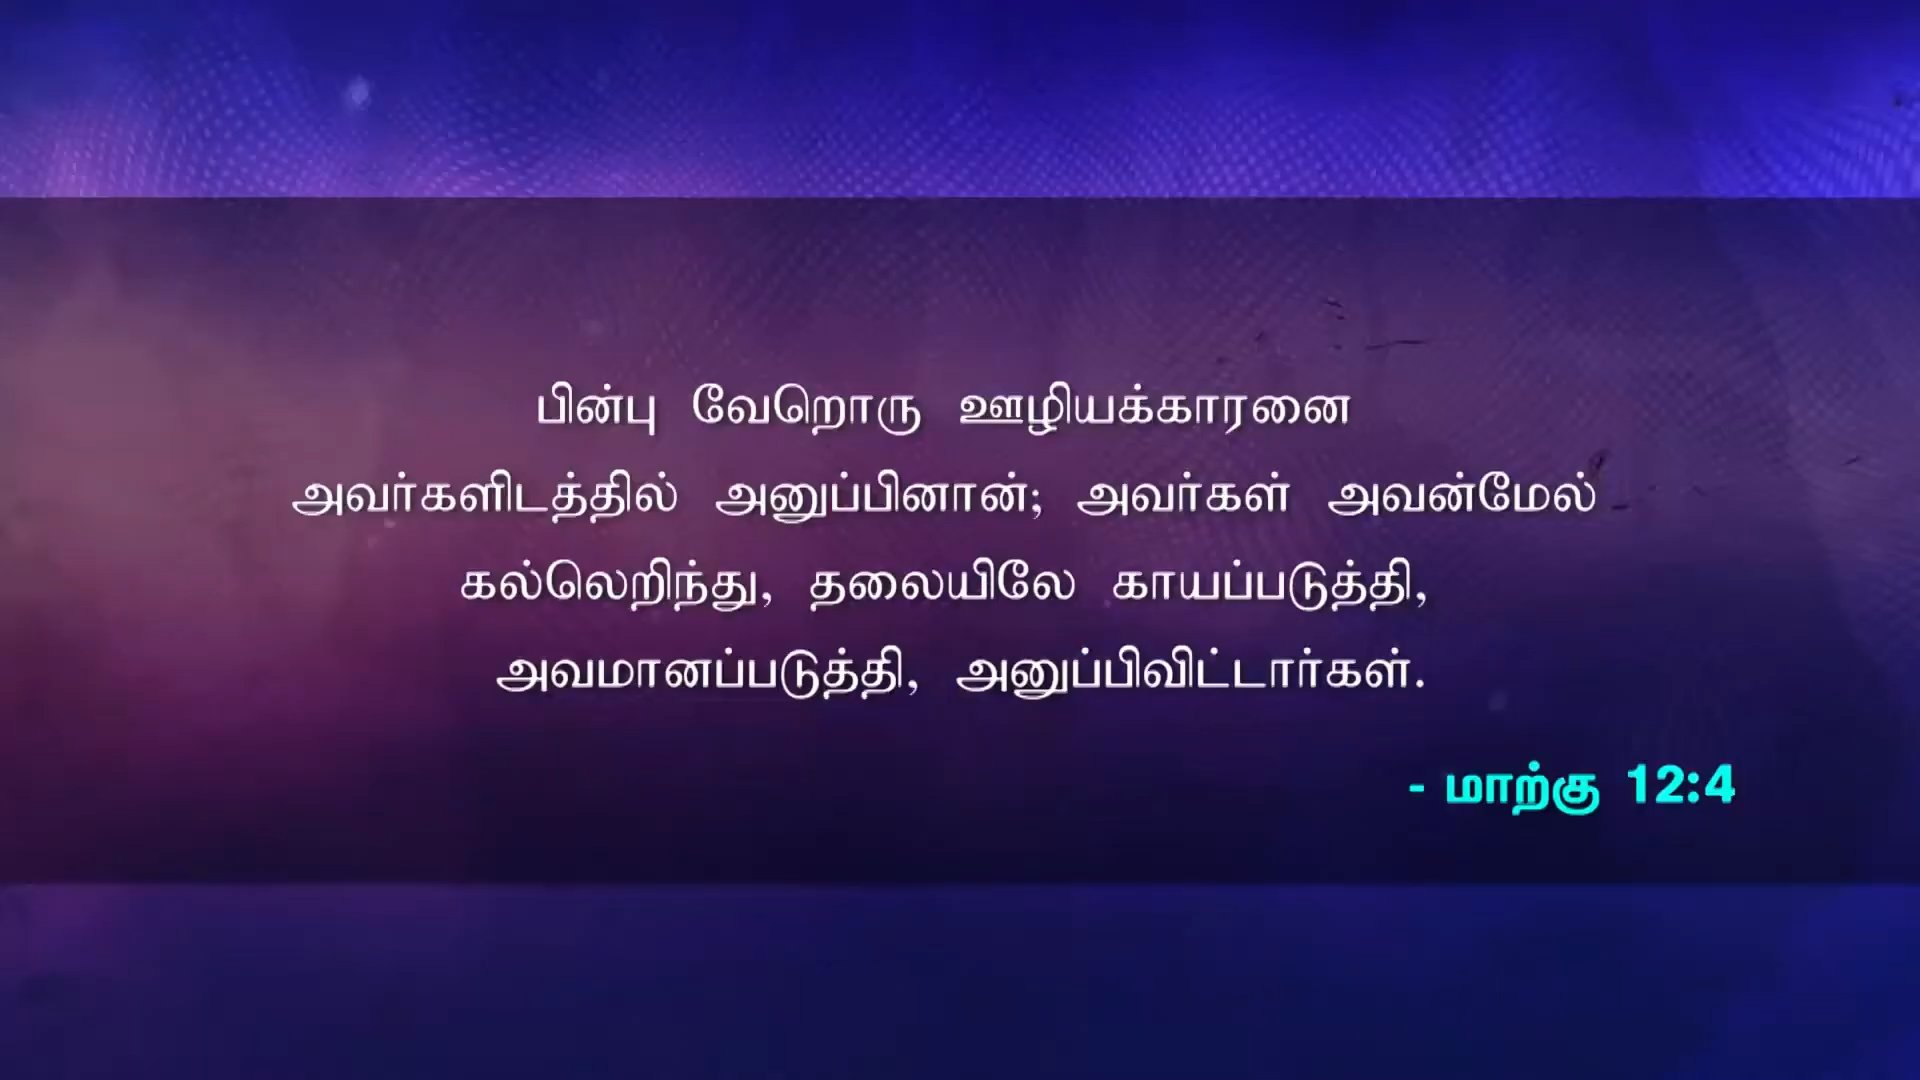 பின்பு வேறொரு ஊழியக்காரனை
அவர்களிடத்தில் அனுப்பினான்; அவர்கள் அவன்மேல்
கல்லெறிந்து, தலையிலே காயப்படுத்தி,
அவமானப்படுத்தி, அனுப்பிவிட்டார்கள்.
- மாற்கு 12:4